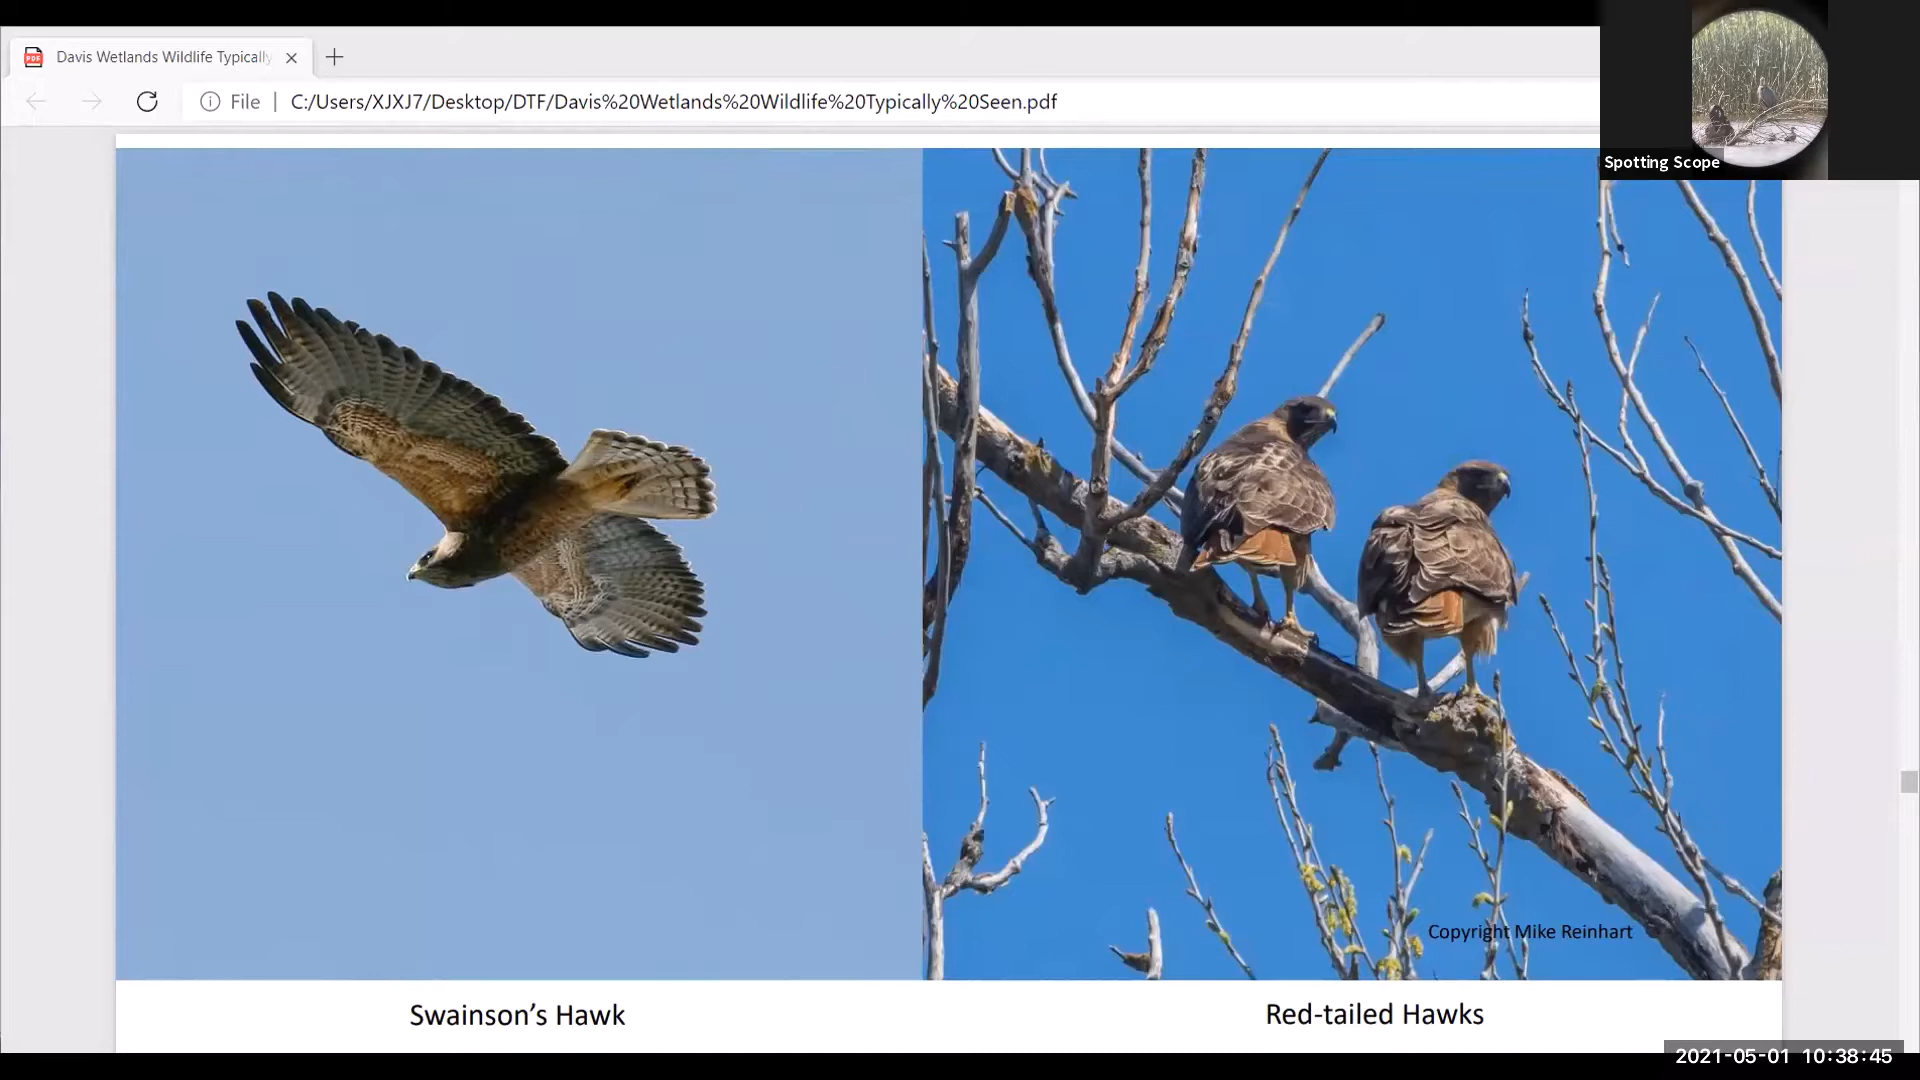 Davis Wetlands Wildlife Typically
File | C:/Users/XJXJ7/Desktop/DTF/Davis%20Wetlands%20Wildlife%20Typically%20Seen.pdf
Spotting Scope
Copyright Mike Reinhart
Swainson’s Hawk
Red-tailed Hawks
2021-05-01 10:38:45